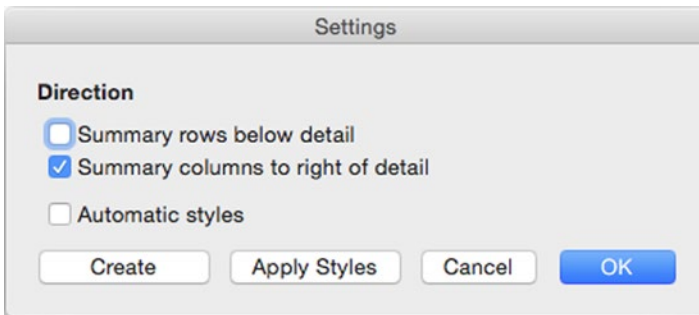 Settings
Direction
Summary rows below detail
Summary columns to right of detail
Automatic styles
Create Apply Styles Cancel OK